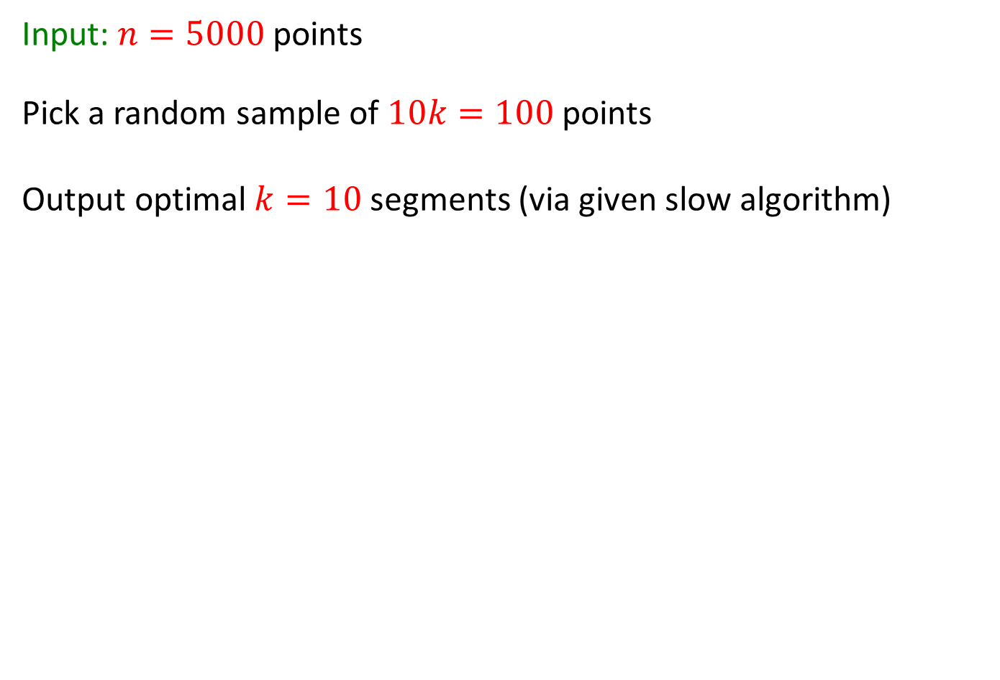 Input: n = 5000 points
Pick a random sample of 10k = 100 points
Output optimal k = 10 segments (via given slow algorithm)